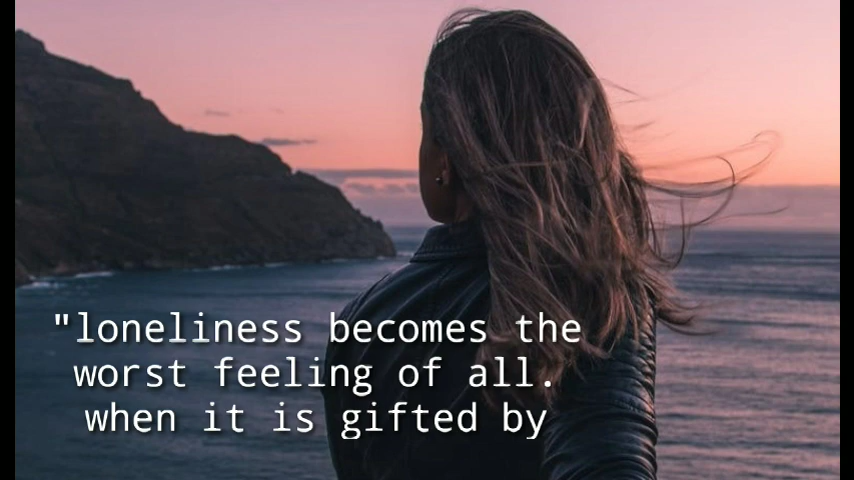 "loneliness becomes the
worst feeling of all.
when it is gifted by